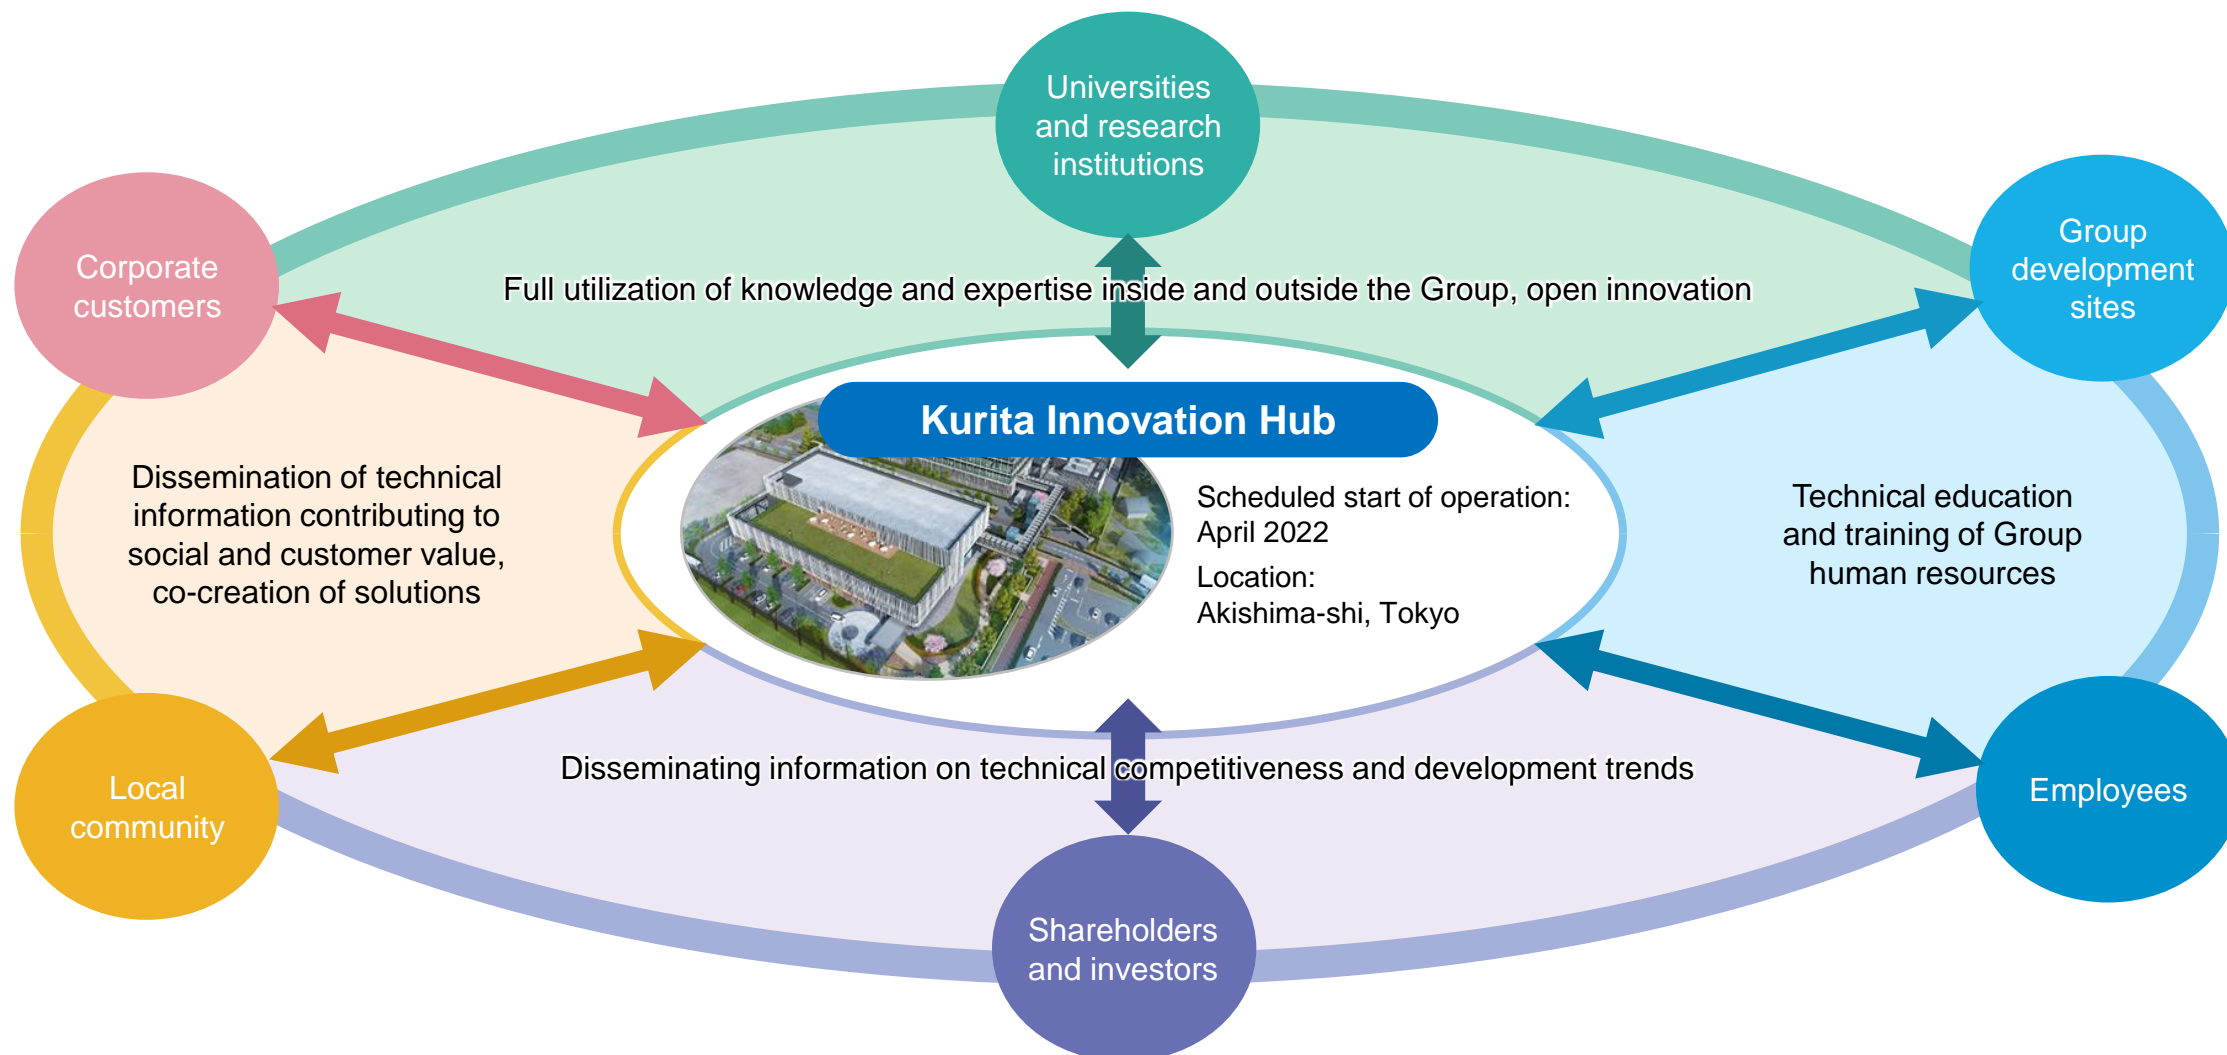 Universities
and research
institutions
Corporate
customers
Group
development
sites
Full utilization of knowledge and expertise inside and outside the Group, open innovation
Kurita Innovation Hub
Dissemination of technical
information contributing to
social and customer value,
co-creation of solutions
Scheduled start of operation:
April 2022
Location:
Akishima-shi, Tokyo
Technical education
and training of Group
human resources
Disseminating information on technical competitiveness and development trends
Local
community
Employees
Shareholders
and investors